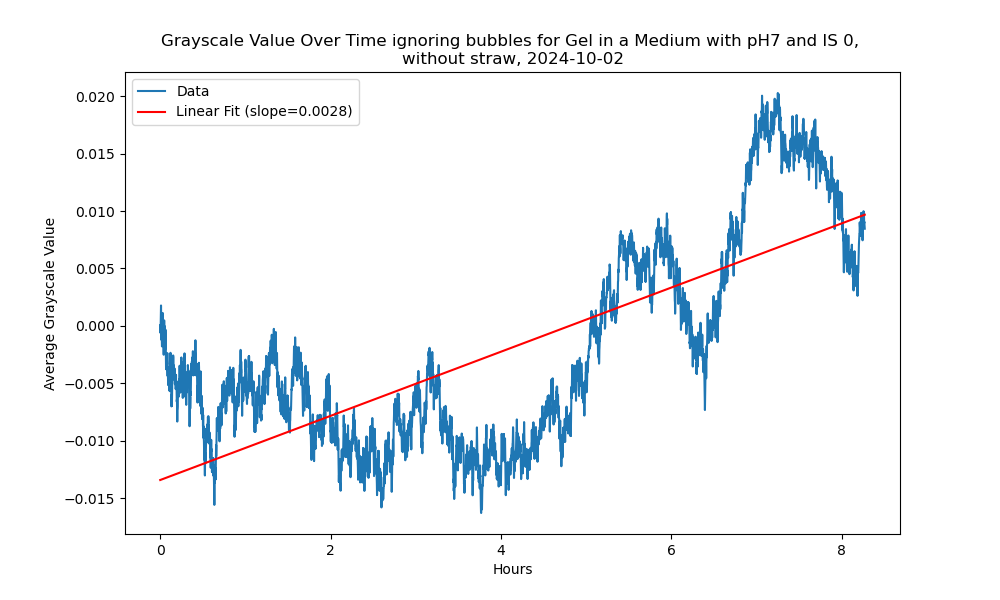 Grayscale Value Over Time ignoring bubbles for Gel in a Medium with pH7 and IS 0,
without straw, 2024-10-02
Data
Linear Fit (slope=0.0028)
Average Grayscale Value
0.020
0.015
0.010
0.005
0.000
−0.005
−0.010
−0.015
0 2 4 6 8
Hours